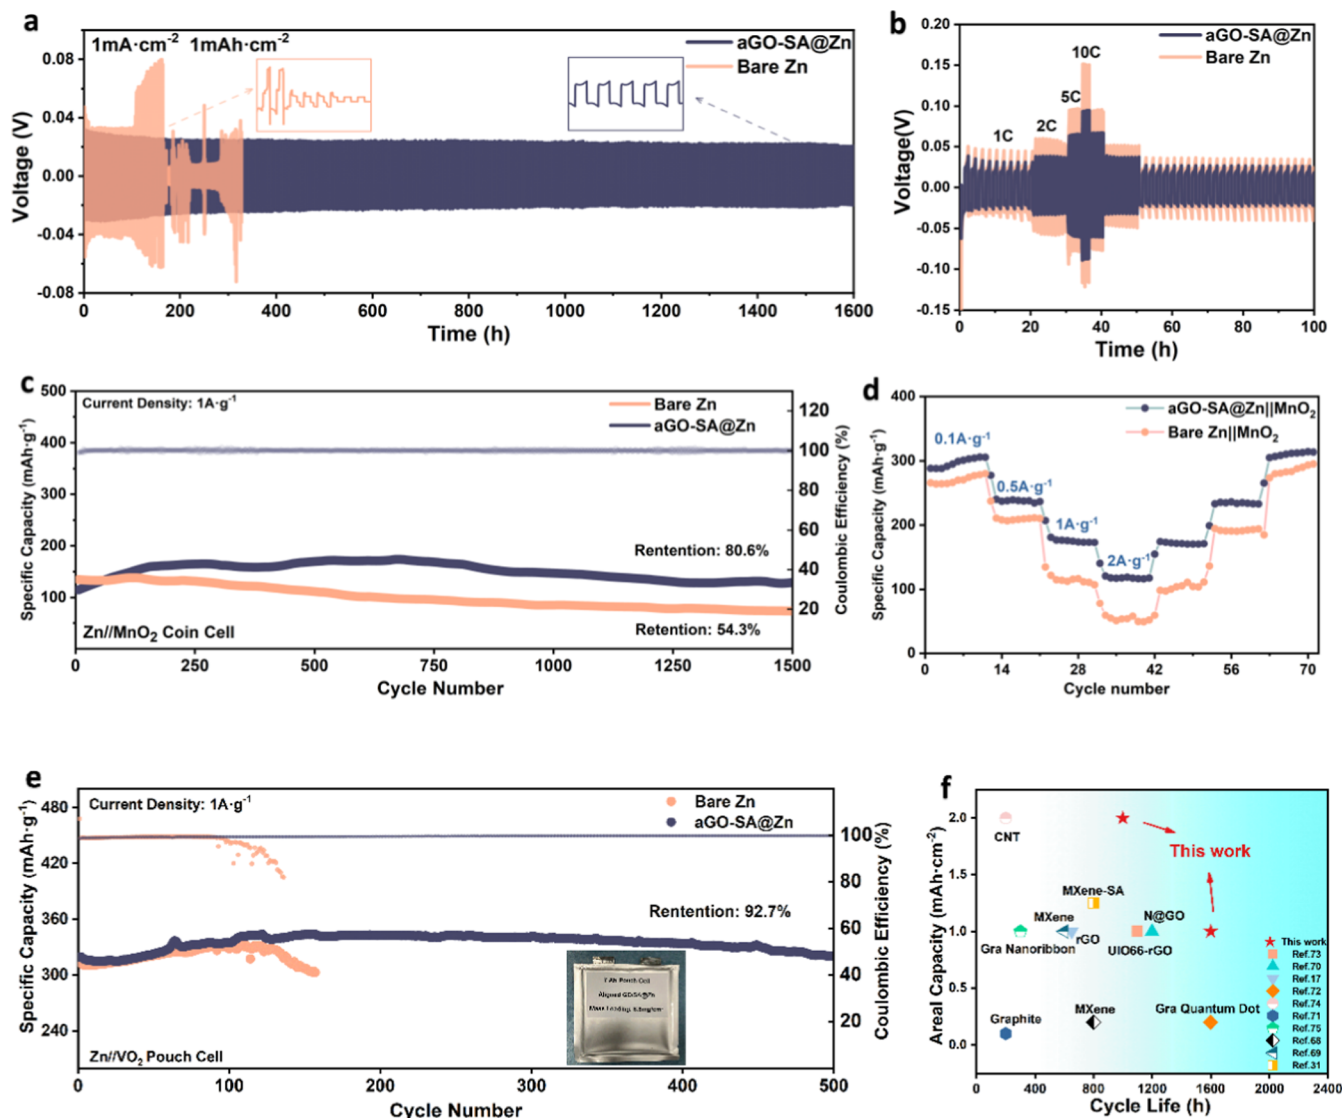 a
1mA·cm⁻² 1mAh·cm⁻²
aGO-SA@Zn
Bare Zn
Voltage (V)
0.08
0.04
0.00
-0.04
-0.08
0 200 400 600 800 1000 1200 1400 1600
Time (h)
b
aGO-SA@Zn
Bare Zn
10C
5C
2C
1C
Voltage(V)
0.20
0.15
0.10
0.05
0.00
-0.05
-0.10
-0.15
0 20 40 60 80 100
Time (h)
c
Current Density: 1A·g⁻¹
Bare Zn
aGO-SA@Zn
Rentention: 80.6%
Retention: 54.3%
Zn//MnO₂ Coin Cell
Specific Capacity (mAh·g⁻¹)
500
400
300
200
100
Coulombic Efficiency (%)
120
100
80
60
40
20
0 250 500 750 1000 1250 1500
Cycle Number
d
aGO-SA@Zn||MnO₂
Bare Zn||MnO₂
0.1A·g⁻¹
0.5A·g⁻¹
1A·g⁻¹
2A·g⁻¹
Specific Capacity (mAh·g⁻¹)
400
300
200
100
0
0 14 28 42 56 70
Cycle number
e
Current Density: 1A·g⁻¹
Bare Zn
aGO-SA@Zn
Rentention: 92.7%
Zn//VO₂ Pouch Cell
Pouch Cell
Aligned GO/SA@Zn
Specific Capacity (mAh·g⁻¹)
480
420
360
300
240
Coulombic Efficiency (%)
100
80
60
40
20
0 100 200 300 400 500
Cycle Number
f
CNT
This work
MXene-SA
MXene
rGO
N@GO
Gra Nanoribbon
UIO66-rGO
Graphite
MXene
Gra Quantum Dot
This work
Ref.73
Ref.70
Ref.17
Ref.72
Ref.74
Ref.71
Ref.75
Ref.68
Ref.69
Ref.31
Areal Capacity (mAh·cm⁻²)
2.0
1.5
1.0
0.5
0.0
0 400 800 1200 1600 2000 2400
Cycle Life (h)